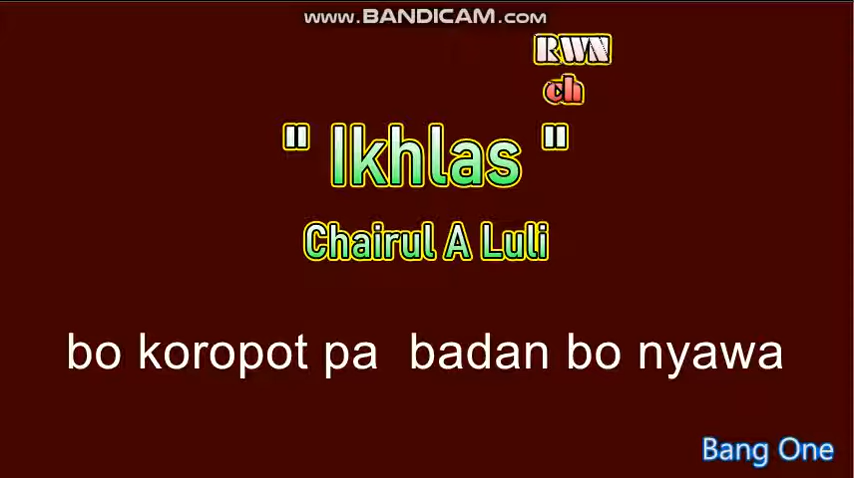 www.BANDICAM.com
RWN
ch
" Ikhlas "
Chairul A Luli
bo koropot pa badan bo nyawa
Bang One